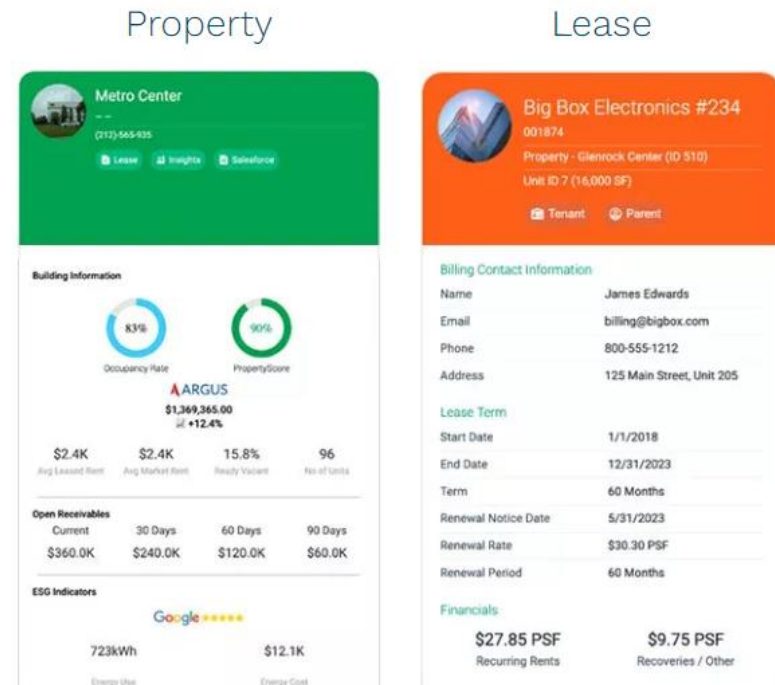 Property
Metro Center
--
(212)-565-935
Lease Insights Salesforce
Building Information
83%
90%
Occupancy Rate
PropertyScore
ARGUS
$1,369,365.00
+12.4%
$2.4K $2.4K 15.8% 96
Avg Leased Rent Avg Market Rent Ready Vacant No of Units
Open Receivables
Current 30 Days 60 Days 90 Days
$360.0K $240.0K $120.0K $60.0K
ESG Indicators
Google
723kWh $12.1K
Energy Use Energy Cost
Lease
Big Box Electronics #234
001874
Property - Glenrock Center (ID 510)
Unit ID 7 (16,000 SF)
Tenant Parent
Billing Contact Information
Name James Edwards
Email billing@bigbox.com
Phone 800-555-1212
Address 125 Main Street, Unit 205
Lease Term
Start Date 1/1/2018
End Date 12/31/2023
Term 60 Months
Renewal Notice Date 5/31/2023
Renewal Rate $30.30 PSF
Renewal Period 60 Months
Financials
$27.85 PSF $9.75 PSF
Recurring Rents Recoveries / Other